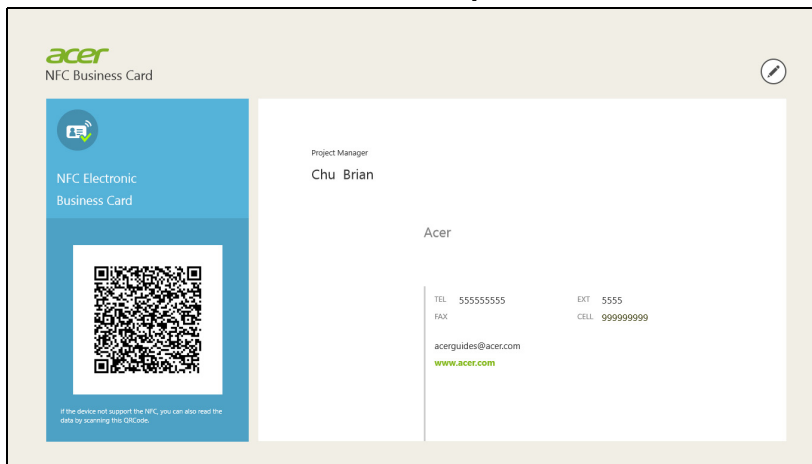 acer
NFC Business Card
NFC Electronic
Business Card
if the device not support the NFC, you can also read the
data by scanning this QRCode.
Project Manager
Chu Brian
Acer
TEL 555555555 EXT 5555
FAX CELL 999999999
acerguides@acer.com
www.acer.com